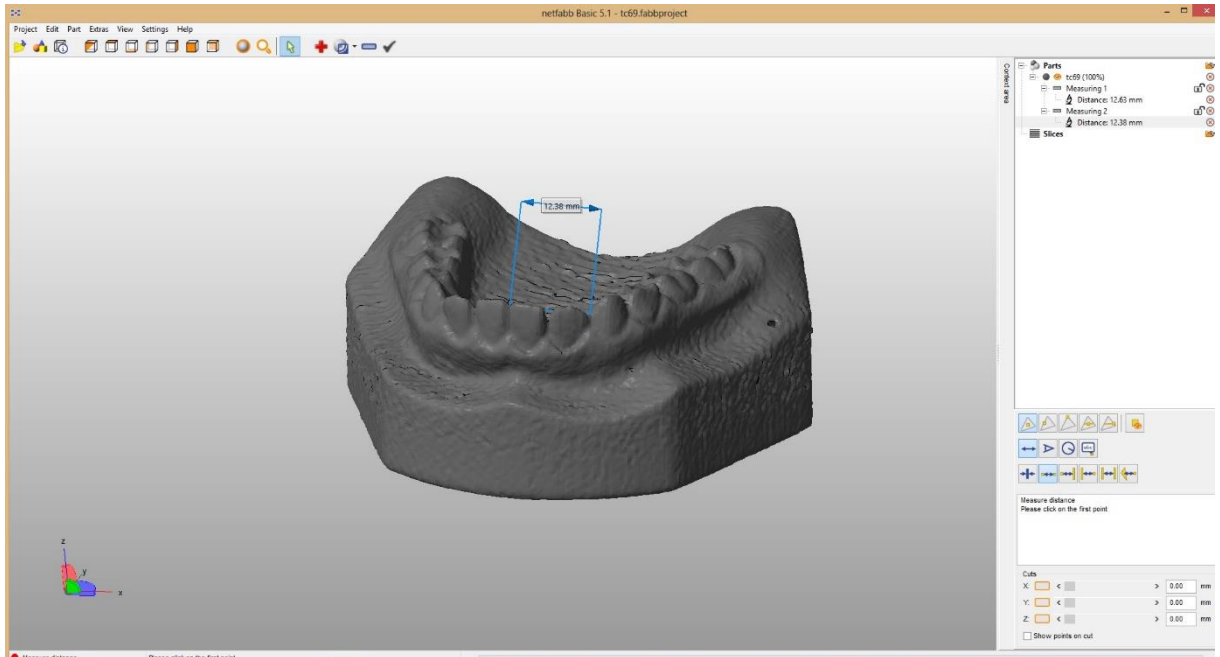 netfabb Basic 5.1 - tc69.fabbproject
Project Edit Part Extras View Settings Help
Context area
Parts
tc69 (100%)
Measuring 1
Distance: 12.63 mm
Measuring 2
Distance: 12.38 mm
Slices
12.38 mm
Measure distance
Please click on the first point
Cuts
X: < > 0.00 mm
Y: < > 0.00 mm
Z: < > 0.00 mm
Show points on cut
z
y
x
Measure distance Please click on the first point